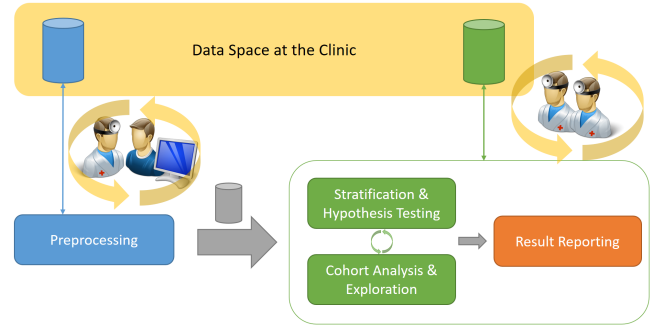 Data Space at the Clinic
Preprocessing
Stratification &
Hypothesis Testing
Cohort Analysis &
Exploration
Result Reporting